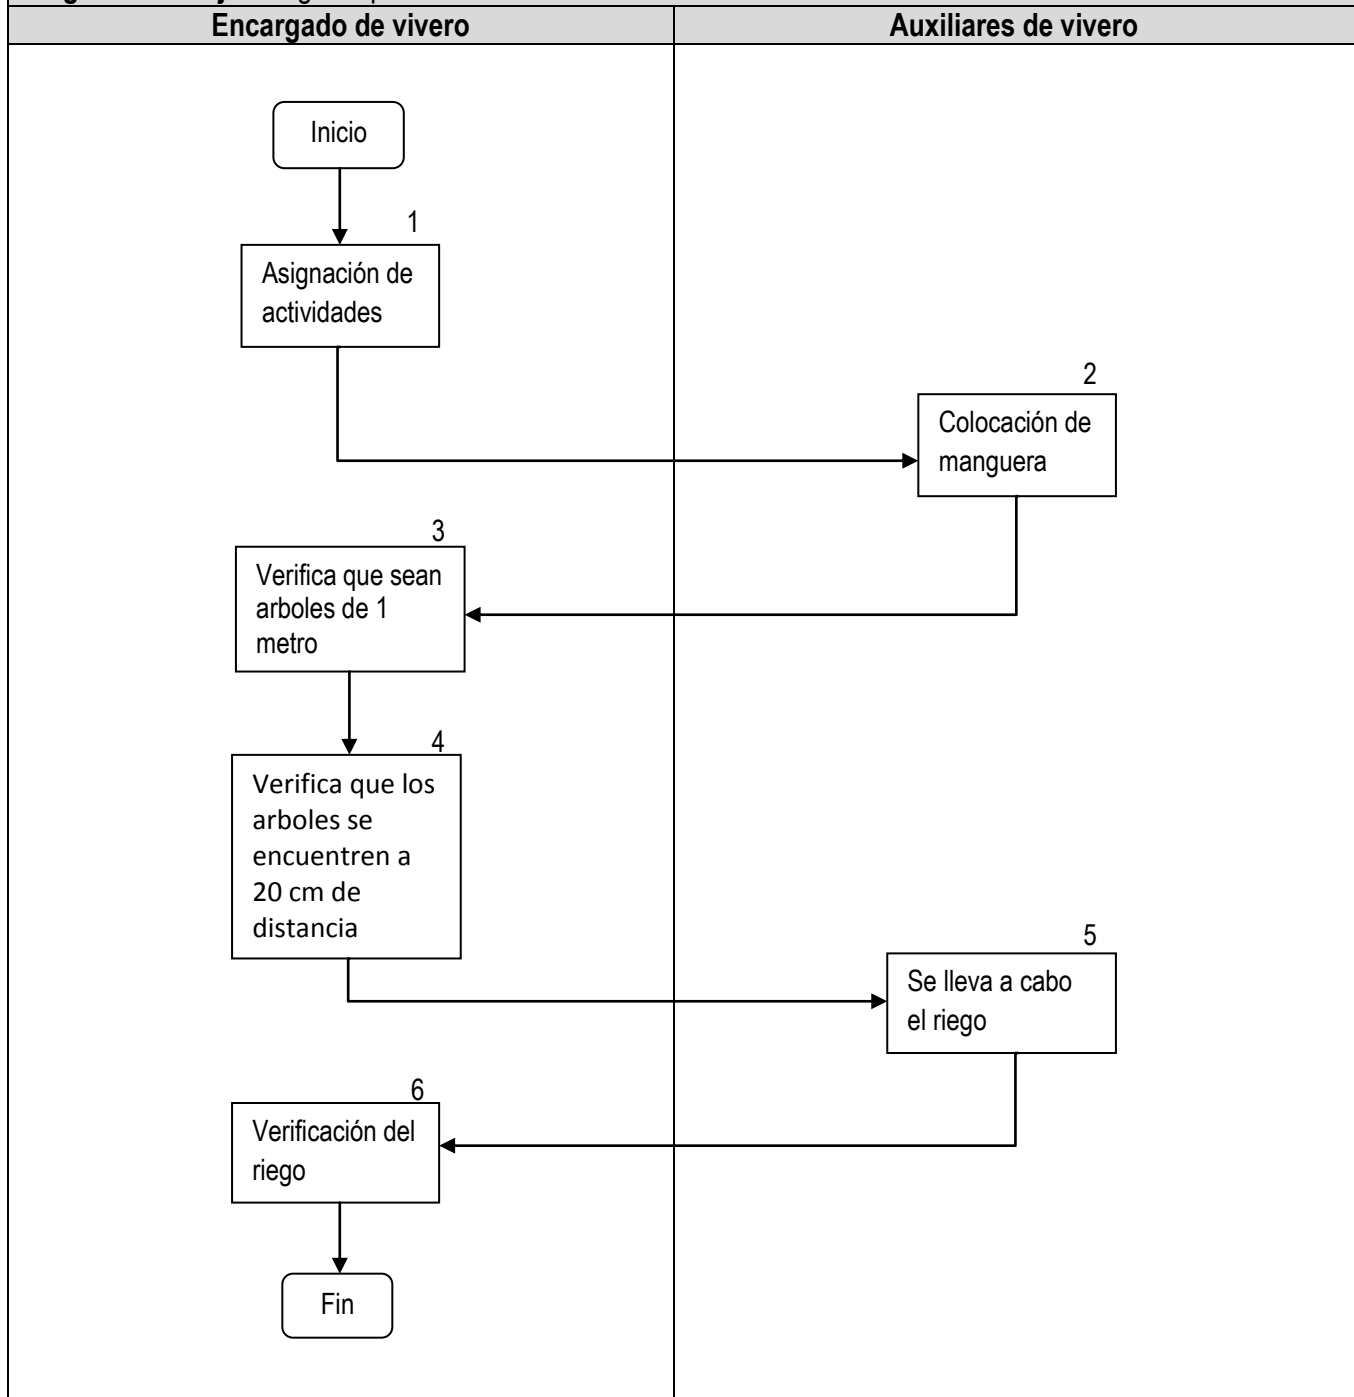 Encargado de vivero
Auxiliares de vivero
Inicio
1
Asignación de
actividades
2
Colocación de
manguera
3
Verifica que sean
arboles de 1
metro
4
Verifica que los
arboles se
encuentren a
20 cm de
distancia
5
Se lleva a cabo
el riego
6
Verificación del
riego
Fin